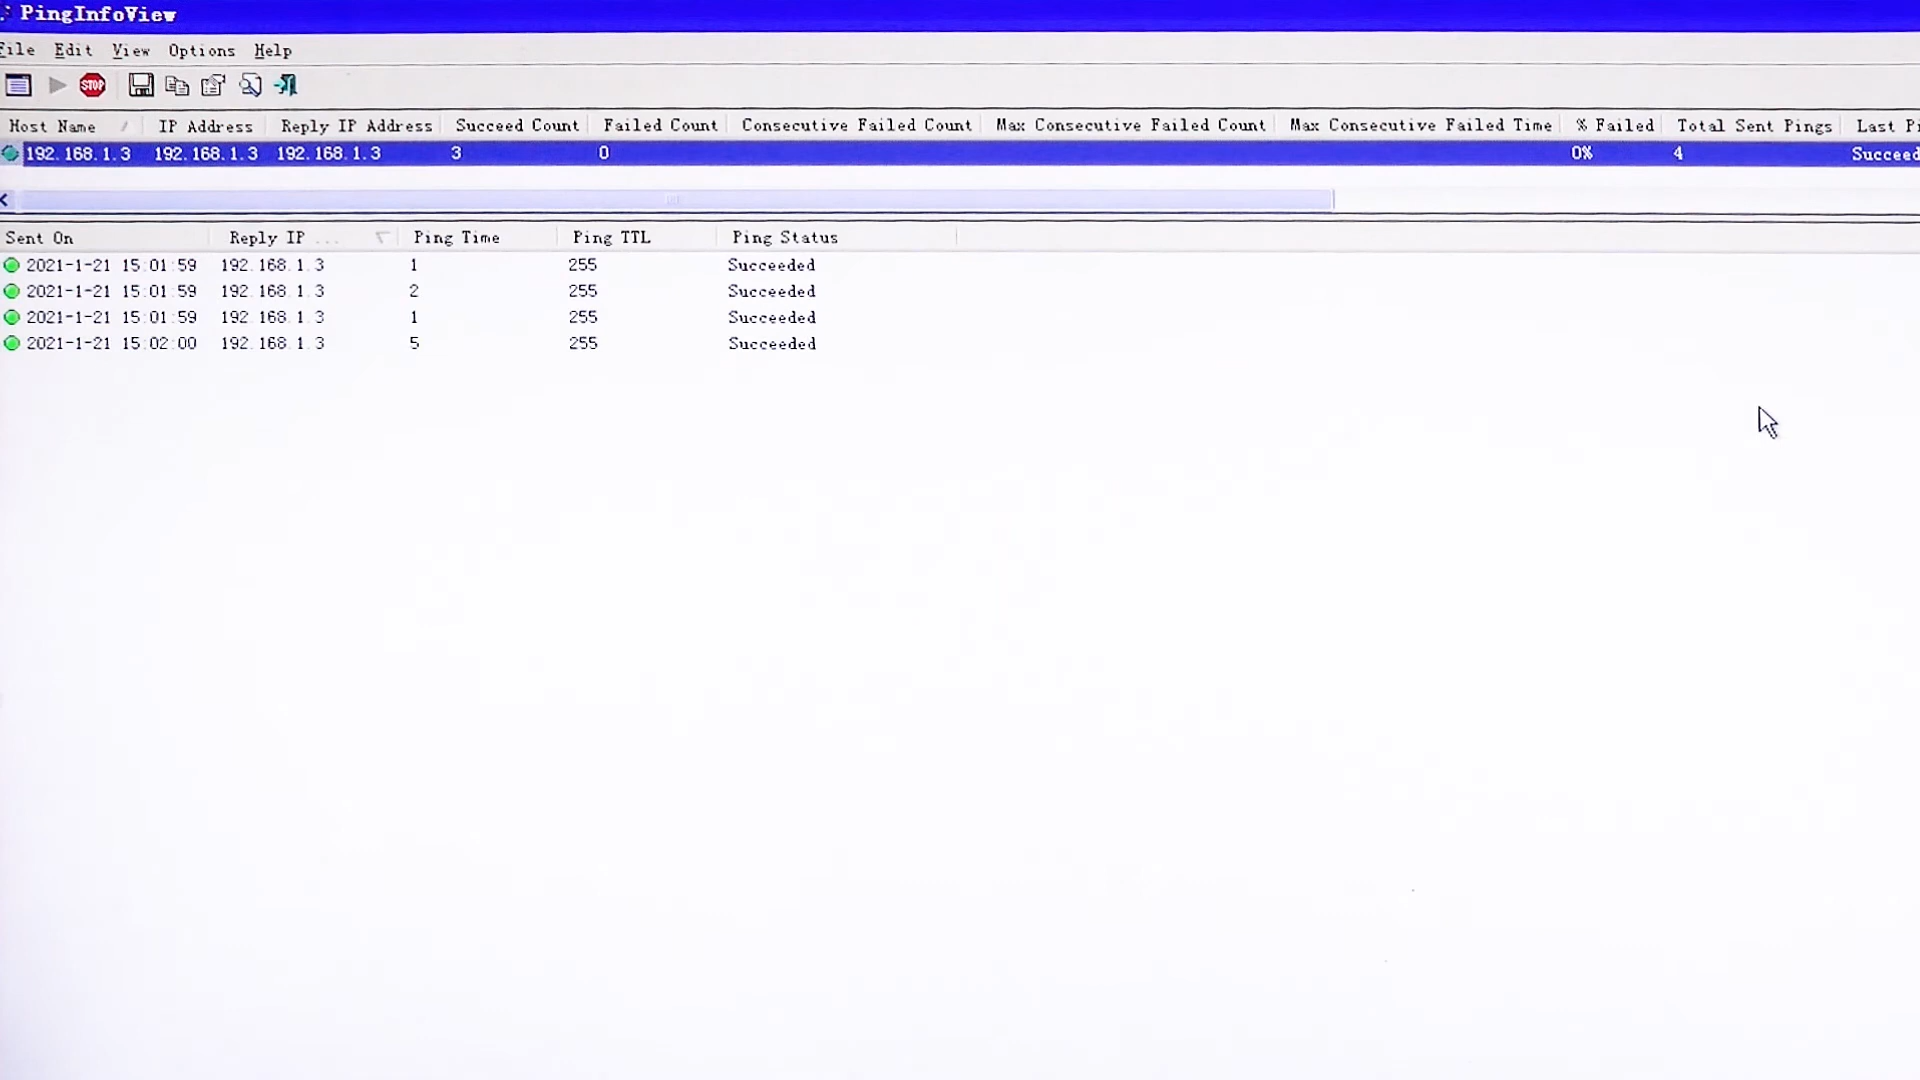 PingInfoView
File Edit View Options Help
STOP
Host Name / IP Address Reply IP Address Succeed Count Failed Count Consecutive Failed Count Max Consecutive Failed Count Max Consecutive Failed Time % Failed Total Sent Pings Last Pi
192.168.1.3 192.168.1.3 192.168.1.3 3 0 0% 4 Succeed
Sent On Reply IP ... Ping Time Ping TTL Ping Status
2021-1-21 15:01:59 192.168.1.3 1 255 Succeeded
2021-1-21 15:01:59 192.168.1.3 2 255 Succeeded
2021-1-21 15:01:59 192.168.1.3 1 255 Succeeded
2021-1-21 15:02:00 192.168.1.3 5 255 Succeeded